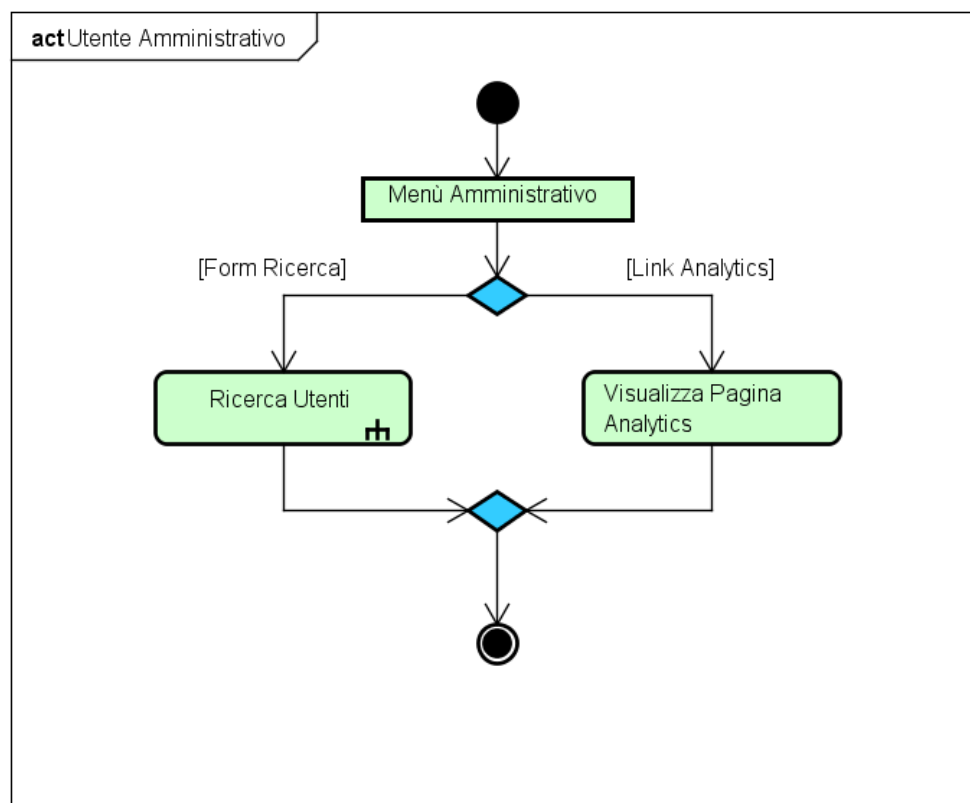 act Utente Amministrativo
Menù Amministrativo
[Form Ricerca]
[Link Analytics]
Ricerca Utenti
Visualizza Pagina
Analytics